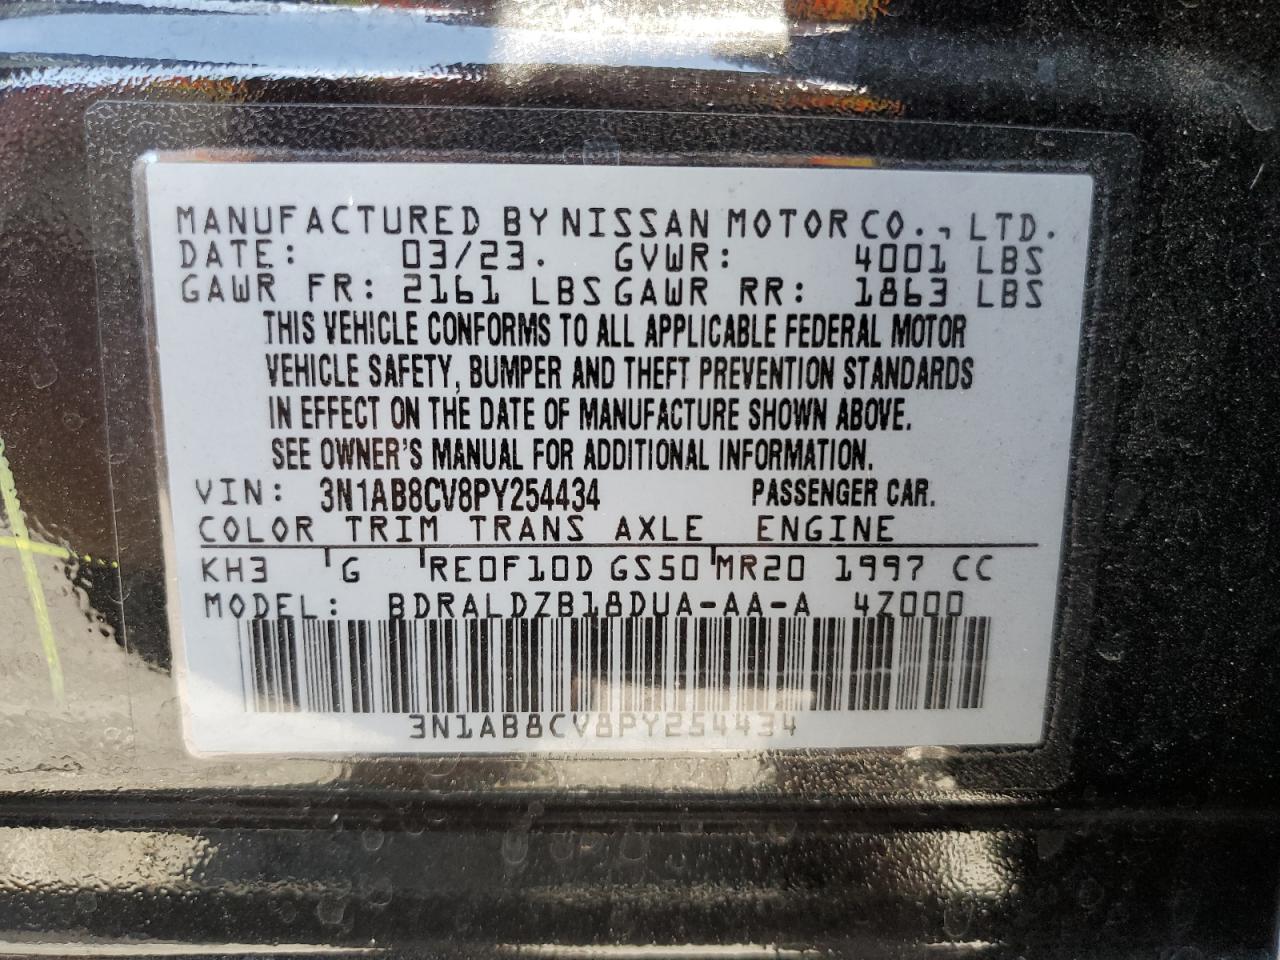 MANUFACTURED BY NISSAN MOTOR CO., LTD.
DATE: 03/23. GVWR: 4001 LBS
GAWR FR: 2161 LBS GAWR RR: 1863 LBS
THIS VEHICLE CONFORMS TO ALL APPLICABLE FEDERAL MOTOR
VEHICLE SAFETY, BUMPER AND THEFT PREVENTION STANDARDS
IN EFFECT ON THE DATE OF MANUFACTURE SHOWN ABOVE.
SEE OWNER'S MANUAL FOR ADDITIONAL INFORMATION.
VIN: 3N1AB8CV8PY254434 PASSENGER CAR.
COLOR TRIM TRANS AXLE ENGINE
KH3 G RE0F10D GS50 MR20 1997 CC
MODEL: BDRALDZB18DUA-AA-A 4Z000
3N1AB8CV8PY254434